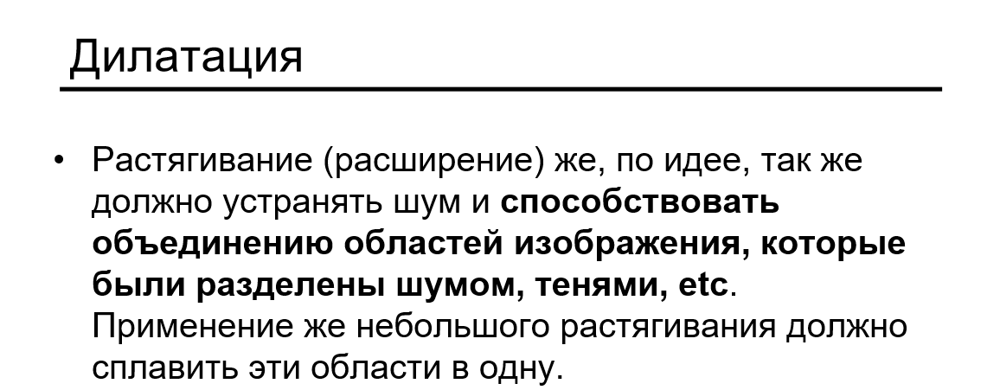 Дилатация
• Растягивание (расширение) же, по идее, так же
должно устранять шум и способствовать
объединению областей изображения, которые
были разделены шумом, тенями, etc.
Применение же небольшого растягивания должно
сплавить эти области в одну.